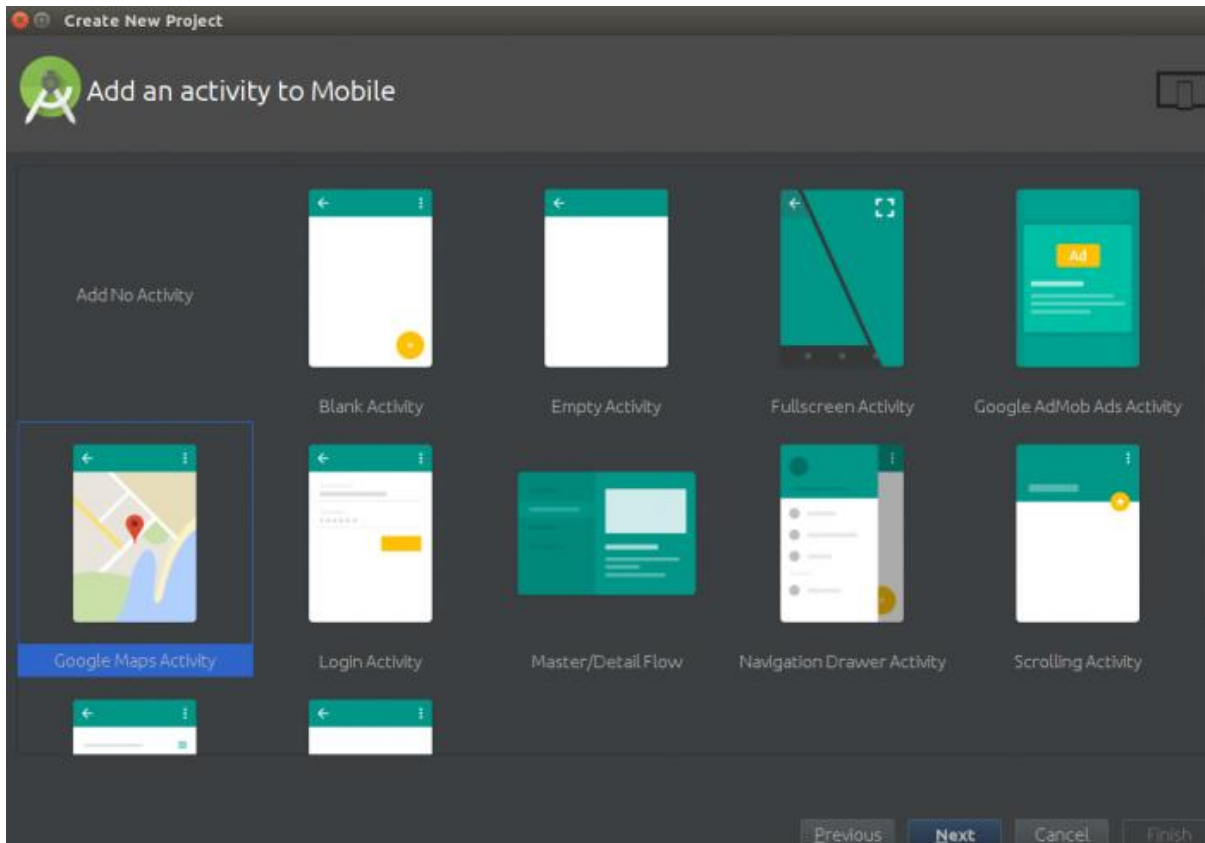 Create New Project
Add an activity to Mobile
Ad
Add No Activity
Blank Activity
Empty Activity
Fullscreen Activity
Google AdMob Ads Activity
Google Maps Activity
Login Activity
Master/Detail Flow
Navigation Drawer Activity
Scrolling Activity
Previous
Next
Cancel
Finish